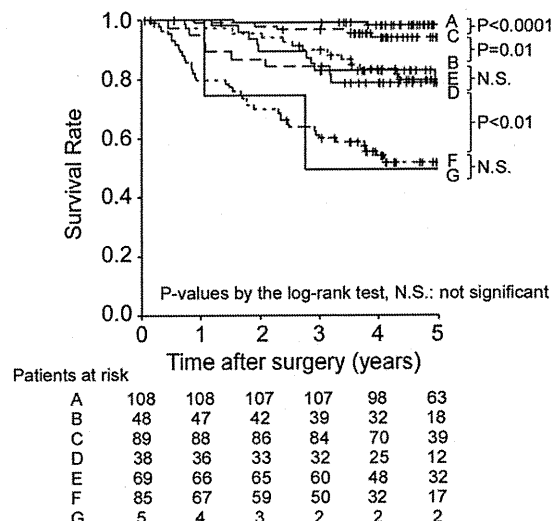 1.0
0.8
0.6
0.4
0.2
0.0
Survival Rate
A
C
B
E
D
F
G
P<0.0001
P=0.01
N.S.
P<0.01
N.S.
P-values by the log-rank test, N.S.: not significant
0 1 2 3 4 5
Time after surgery (years)
Patients at risk
A 108 108 107 107 98 63
B 48 47 42 39 32 18
C 89 88 86 84 70 39
D 38 36 33 32 25 12
E 69 66 65 60 48 32
F 85 67 59 50 32 17
G 5 4 3 2 2 2